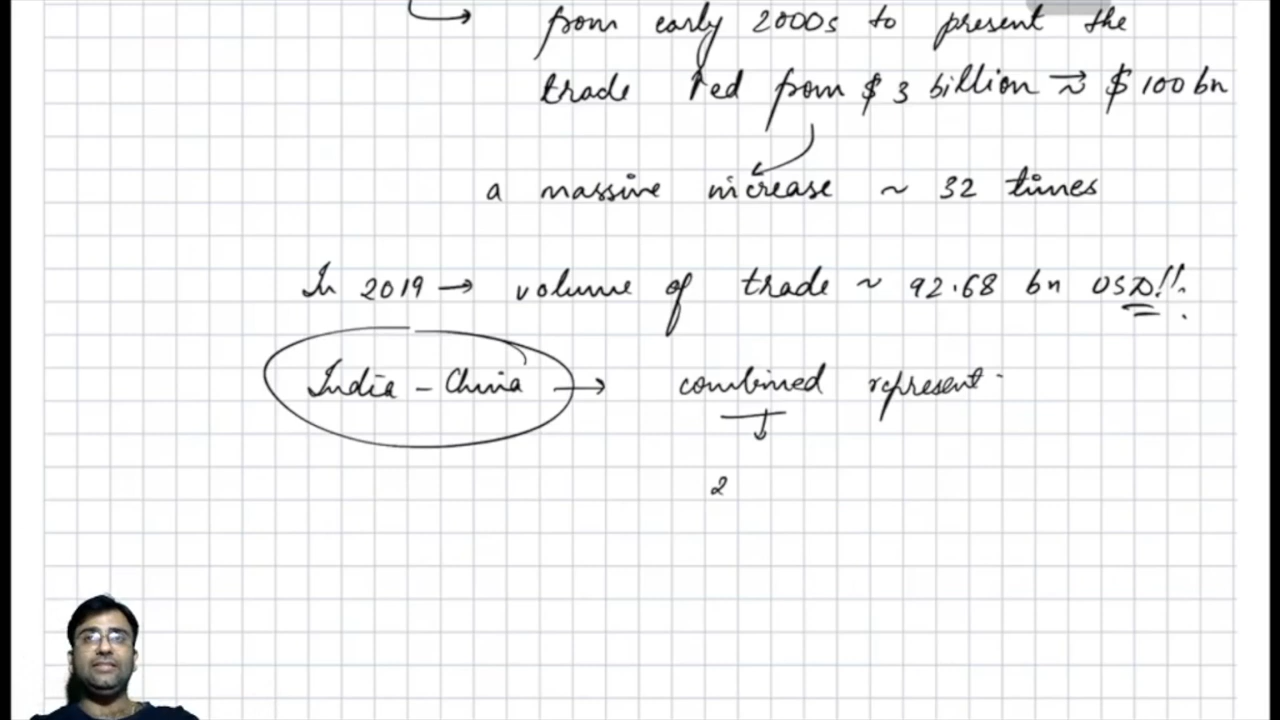 from early 2000s to present the
trade ↑ed from $ 3 billion → ~ $ 100 bn
a massive increase ~ 32 times
In 2019 → volume of trade ~ 92.68 bn USD!!.
India - China → combined represent
2